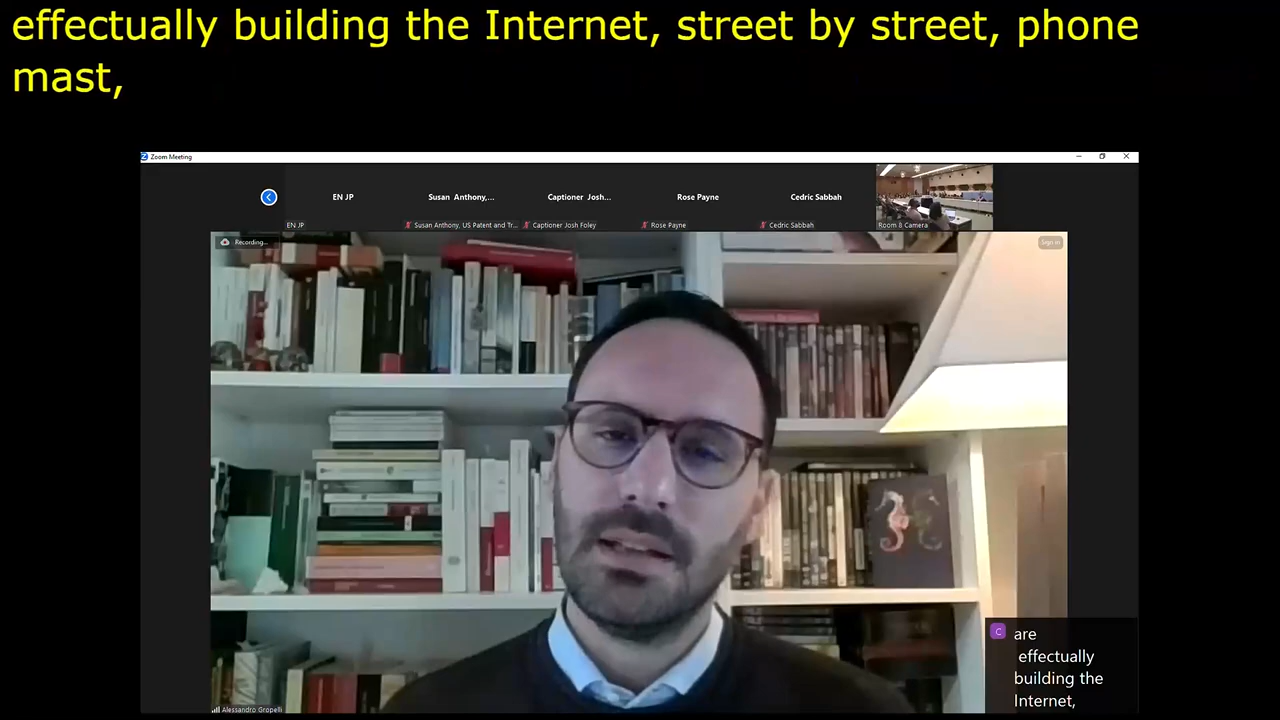 effectually building the Internet, street by street, phone
mast,
Zoom Meeting
EN JP
Susan Anthony,...
Captioner Josh...
Rose Payne
Cedric Sabbah
EN JP
Susan Anthony, US Patent and Tr...
Captioner Josh Foley
Rose Payne
Cedric Sabbah
Room 8 Camera
Recording...
Sign in
C
are
effectually
building the
Internet,
Alessandro Gropelli